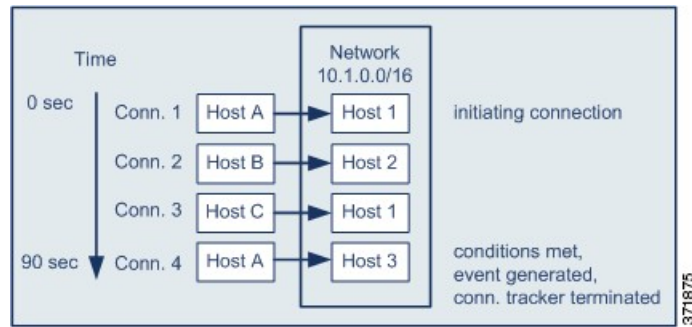 Time
Network
10.1.0.0/16
0 sec
Conn. 1 Host A Host 1 initiating connection
Conn. 2 Host B Host 2
Conn. 3 Host C Host 1
90 sec Conn. 4 Host A Host 3
conditions met,
event generated,
conn. tracker terminated
371875